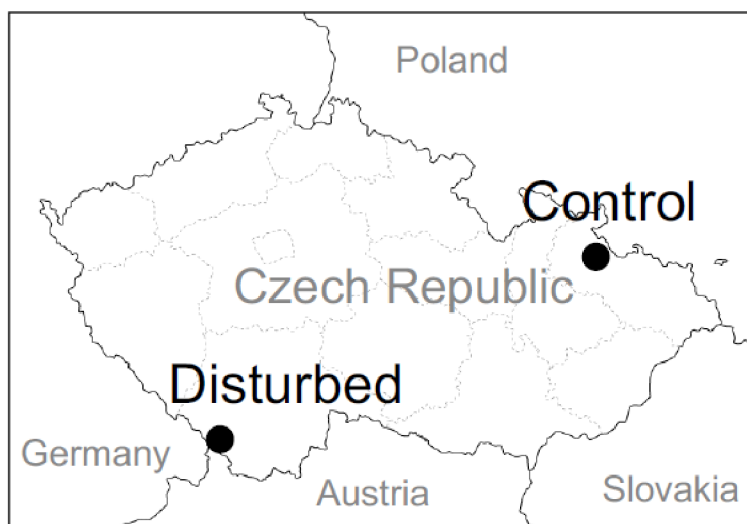 Poland
Control
Czech Republic
Disturbed
Germany
Austria
Slovakia